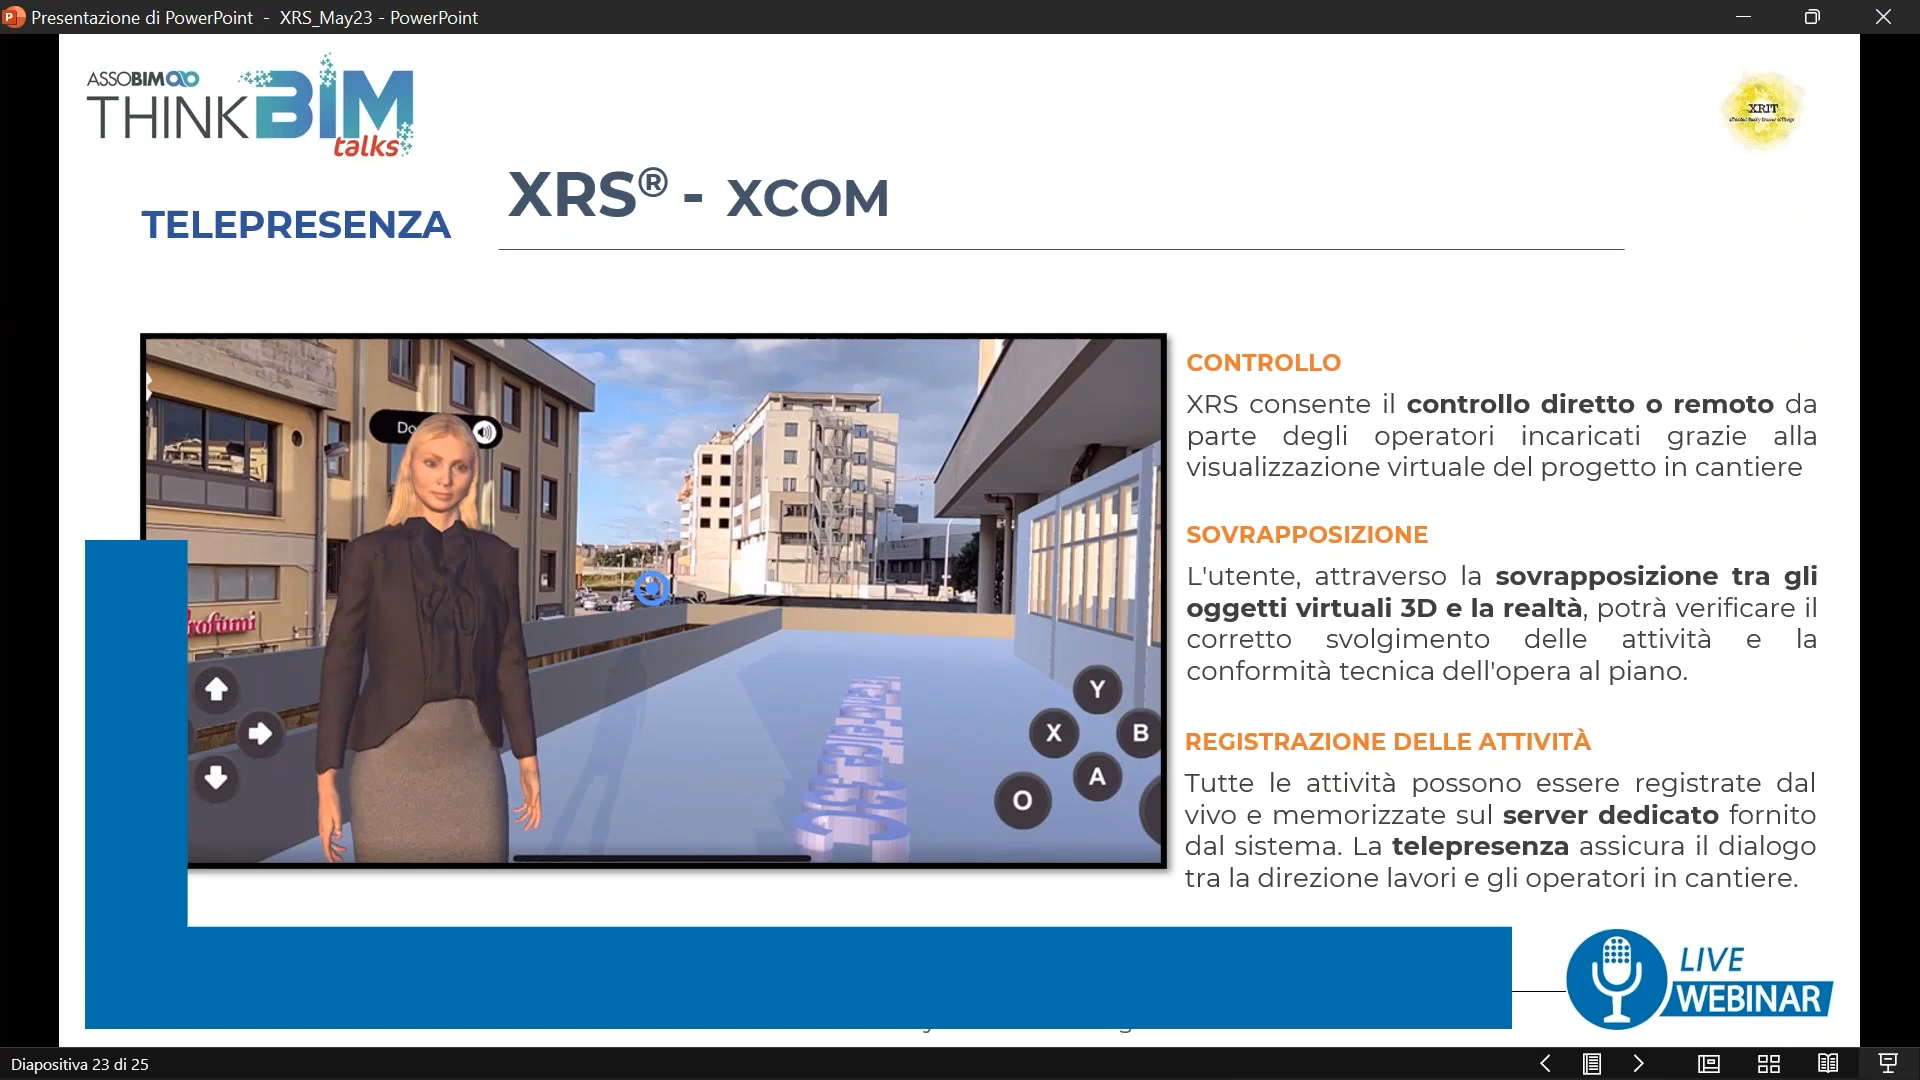 Presentazione di PowerPoint - XRS_May23 - PowerPoint
ASSOBIM
THINKBIM
talks
XRIT
XRS® - XCOM
TELEPRESENZA
CONTROLLO
XRS consente il controllo diretto o remoto da
parte degli operatori incaricati grazie alla
visualizzazione virtuale del progetto in cantiere
SOVRAPPOSIZIONE
L'utente, attraverso la sovrapposizione tra gli
oggetti virtuali 3D e la realtà, potrà verificare il
corretto svolgimento delle attività e la
conformità tecnica dell'opera al piano.
REGISTRAZIONE DELLE ATTIVITÀ
Tutte le attività possono essere registrate dal
vivo e memorizzate sul server dedicato fornito
dal sistema. La telepresenza assicura il dialogo
tra la direzione lavori e gli operatori in cantiere.
Do
rofumi
Y
X B
A
O
LIVE
WEBINAR
Diapositiva 23 di 25